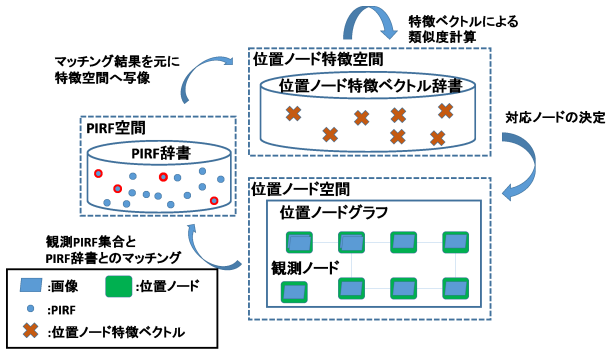 特徴ベクトルによる
類似度計算
マッチング結果を元に
特徴空間へ写像
位置ノード特徴空間
位置ノード特徴ベクトル辞書
対応ノードの決定
PIRF空間
PIRF辞書
位置ノード空間
位置ノードグラフ
観測ノード
観測PIRF集合と
PIRF辞書とのマッチング
:画像
:位置ノード
:PIRF
:位置ノード特徴ベクトル